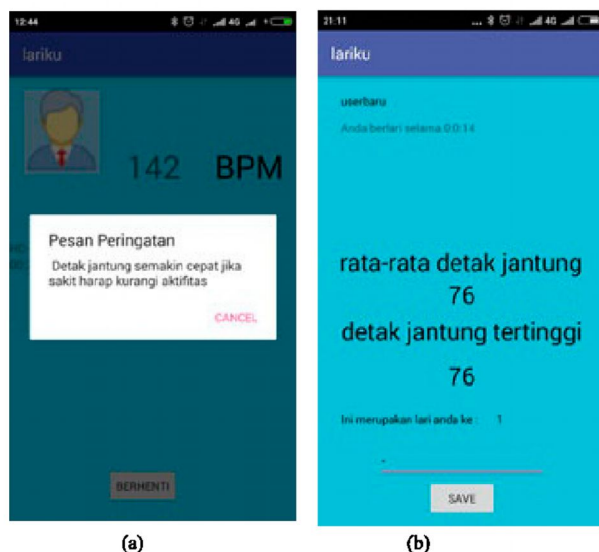 12:44
4G
lariku
142 BPM
Pesan Peringatan
Detak jantung semakin cepat jika
sakit harap kurangi aktifitas
CANCEL
BERHENTI
(a)
21:11
... 4G
lariku
userbaru
Anda berlari selama 0:0:14
rata-rata detak jantung
76
detak jantung tertinggi
76
Ini merupakan lari anda ke : 1
-
SAVE
(b)